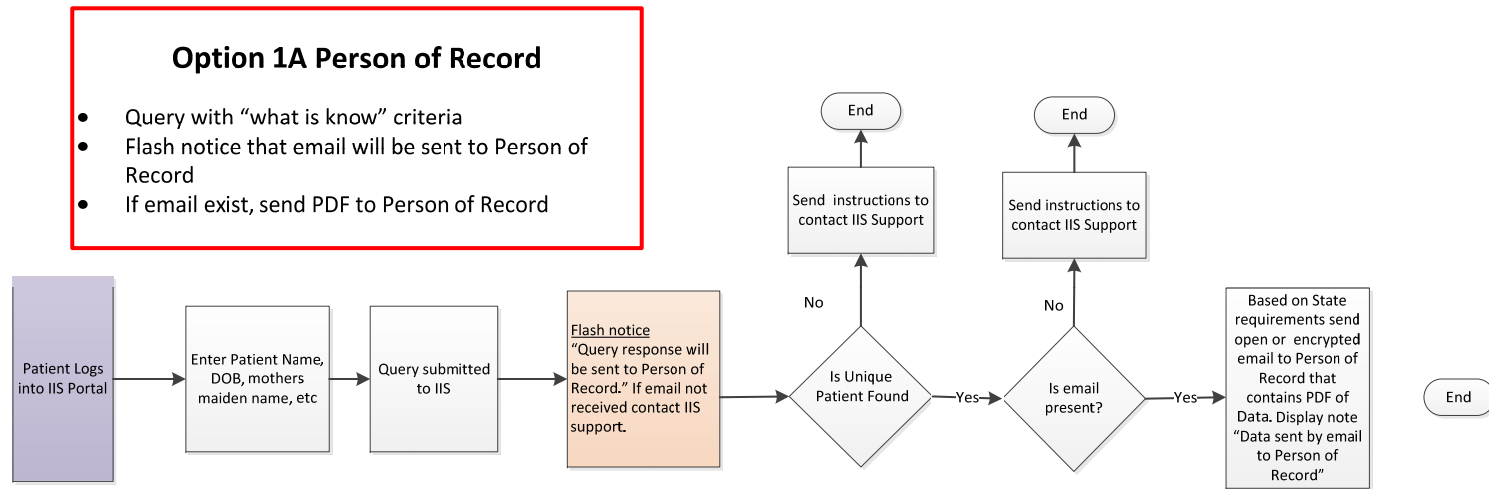 Option 1A Person of Record
• Query with “what is know” criteria
• Flash notice that email will be sent to Person of
Record
• If email exist, send PDF to Person of Record
Patient Logs
into IIS Portal
Enter Patient Name,
DOB, mothers
maiden name, etc
Query submitted
to IIS
Flash notice
“Query response will
be sent to Person of
Record.” If email not
received contact IIS
support.
Is Unique
Patient Found
No
Send instructions to
contact IIS Support
End
Yes
Is email
present?
No
Send instructions to
contact IIS Support
End
Yes
Based on State
requirements send
open or encrypted
email to Person of
Record that
contains PDF of
Data. Display note
“Data sent by email
to Person of
Record”
End